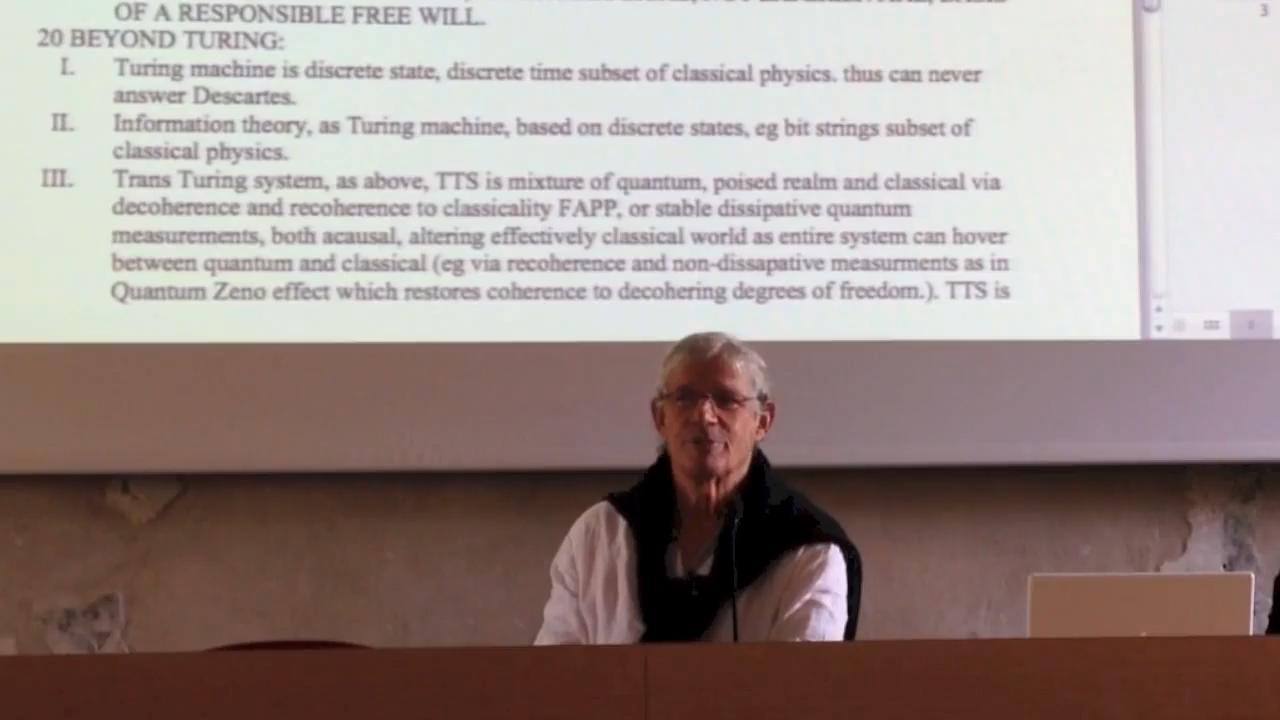 OF A RESPONSIBLE FREE WILL.
20 BEYOND TURING:
I. Turing machine is discrete state, discrete time subset of classical physics. thus can never
answer Descartes.
II. Information theory, as Turing machine, based on discrete states, eg bit strings subset of
classical physics.
III. Trans Turing system, as above, TTS is mixture of quantum, poised realm and classical via
decoherence and recoherence to classicality FAPP, or stable dissipative quantum
measurements, both acausal, altering effectively classical world as entire system can hover
between quantum and classical (eg via recoherence and non-dissapative measurments as in
Quantum Zeno effect which restores coherence to decohering degrees of freedom.). TTS is
3